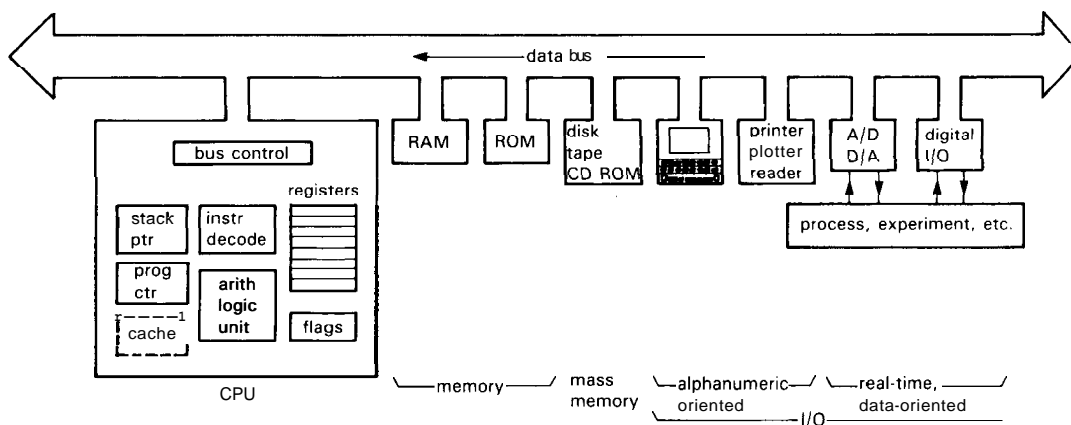 data bus
bus control
registers
stack
ptr
instr
decode
prog
ctr
arith
logic
unit
cache
flags
CPU
RAM
ROM
disk
tape
CD ROM
printer
plotter
reader
A/D
D/A
digital
I/O
process, experiment, etc.
memory
mass
memory
alphanumeric
oriented
real-time,
data-oriented
I/O